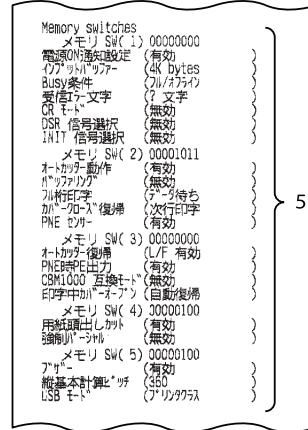 Memory switches
メモリ SW( 1) 00000000
電源ON通知設定 (有効 )
ｲﾝﾌﾟｯﾄﾊﾞｯﾌｧｰ (4K bytes )
Busy条件 (ﾌﾙ/ｵﾌﾗｲﾝ )
受信ｴﾗｰ文字 (? 文字 )
CR ﾓｰﾄﾞ (無効 )
DSR 信号選択 (無効 )
INIT 信号選択 (無効 )
メモリ SW( 2) 00001011
ｵｰﾄｶｯﾀｰ動作 (有効 )
ﾊﾞｯﾌｧﾘﾝｸﾞ (無効 )
ﾌﾙ桁印字 (ﾃﾞｰﾀ待ち )
ｶﾊﾞｰｸﾛｰｽﾞ復帰 (次行印字 )
PNE ｾﾝｻｰ (有効 )
メモリ SW( 3) 00000000
ｵｰﾄｶｯﾀｰ復帰 (L/F 有効 )
PNE時PE出力 (有効 )
CBM1000 互換ﾓｰﾄﾞ(無効 )
印字中ｶﾊﾞｰｵｰﾌﾟﾝ (自動復帰 )
メモリ SW( 4) 00000100
用紙頭出しｶｯﾄ (有効 )
強制ﾊﾟｰｼｬﾙ (無効 )
メモリ SW( 5) 00000100
ﾌﾞｻﾞｰ (有効 )
縦基本計算ﾋﾟｯﾁ (360 )
USB ﾓｰﾄﾞ (ﾌﾟﾘﾝﾀｸﾗｽ )
5